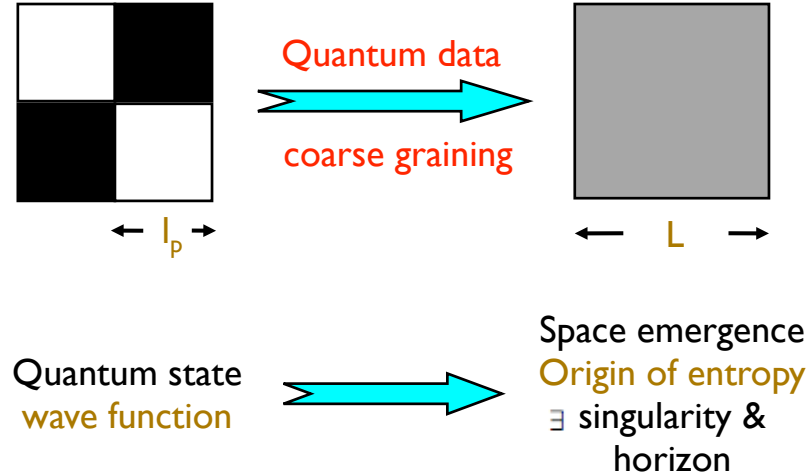 Quantum data
coarse graining
lₚ
L
Quantum state
wave function
Space emergence
Origin of entropy
∃ singularity &
horizon